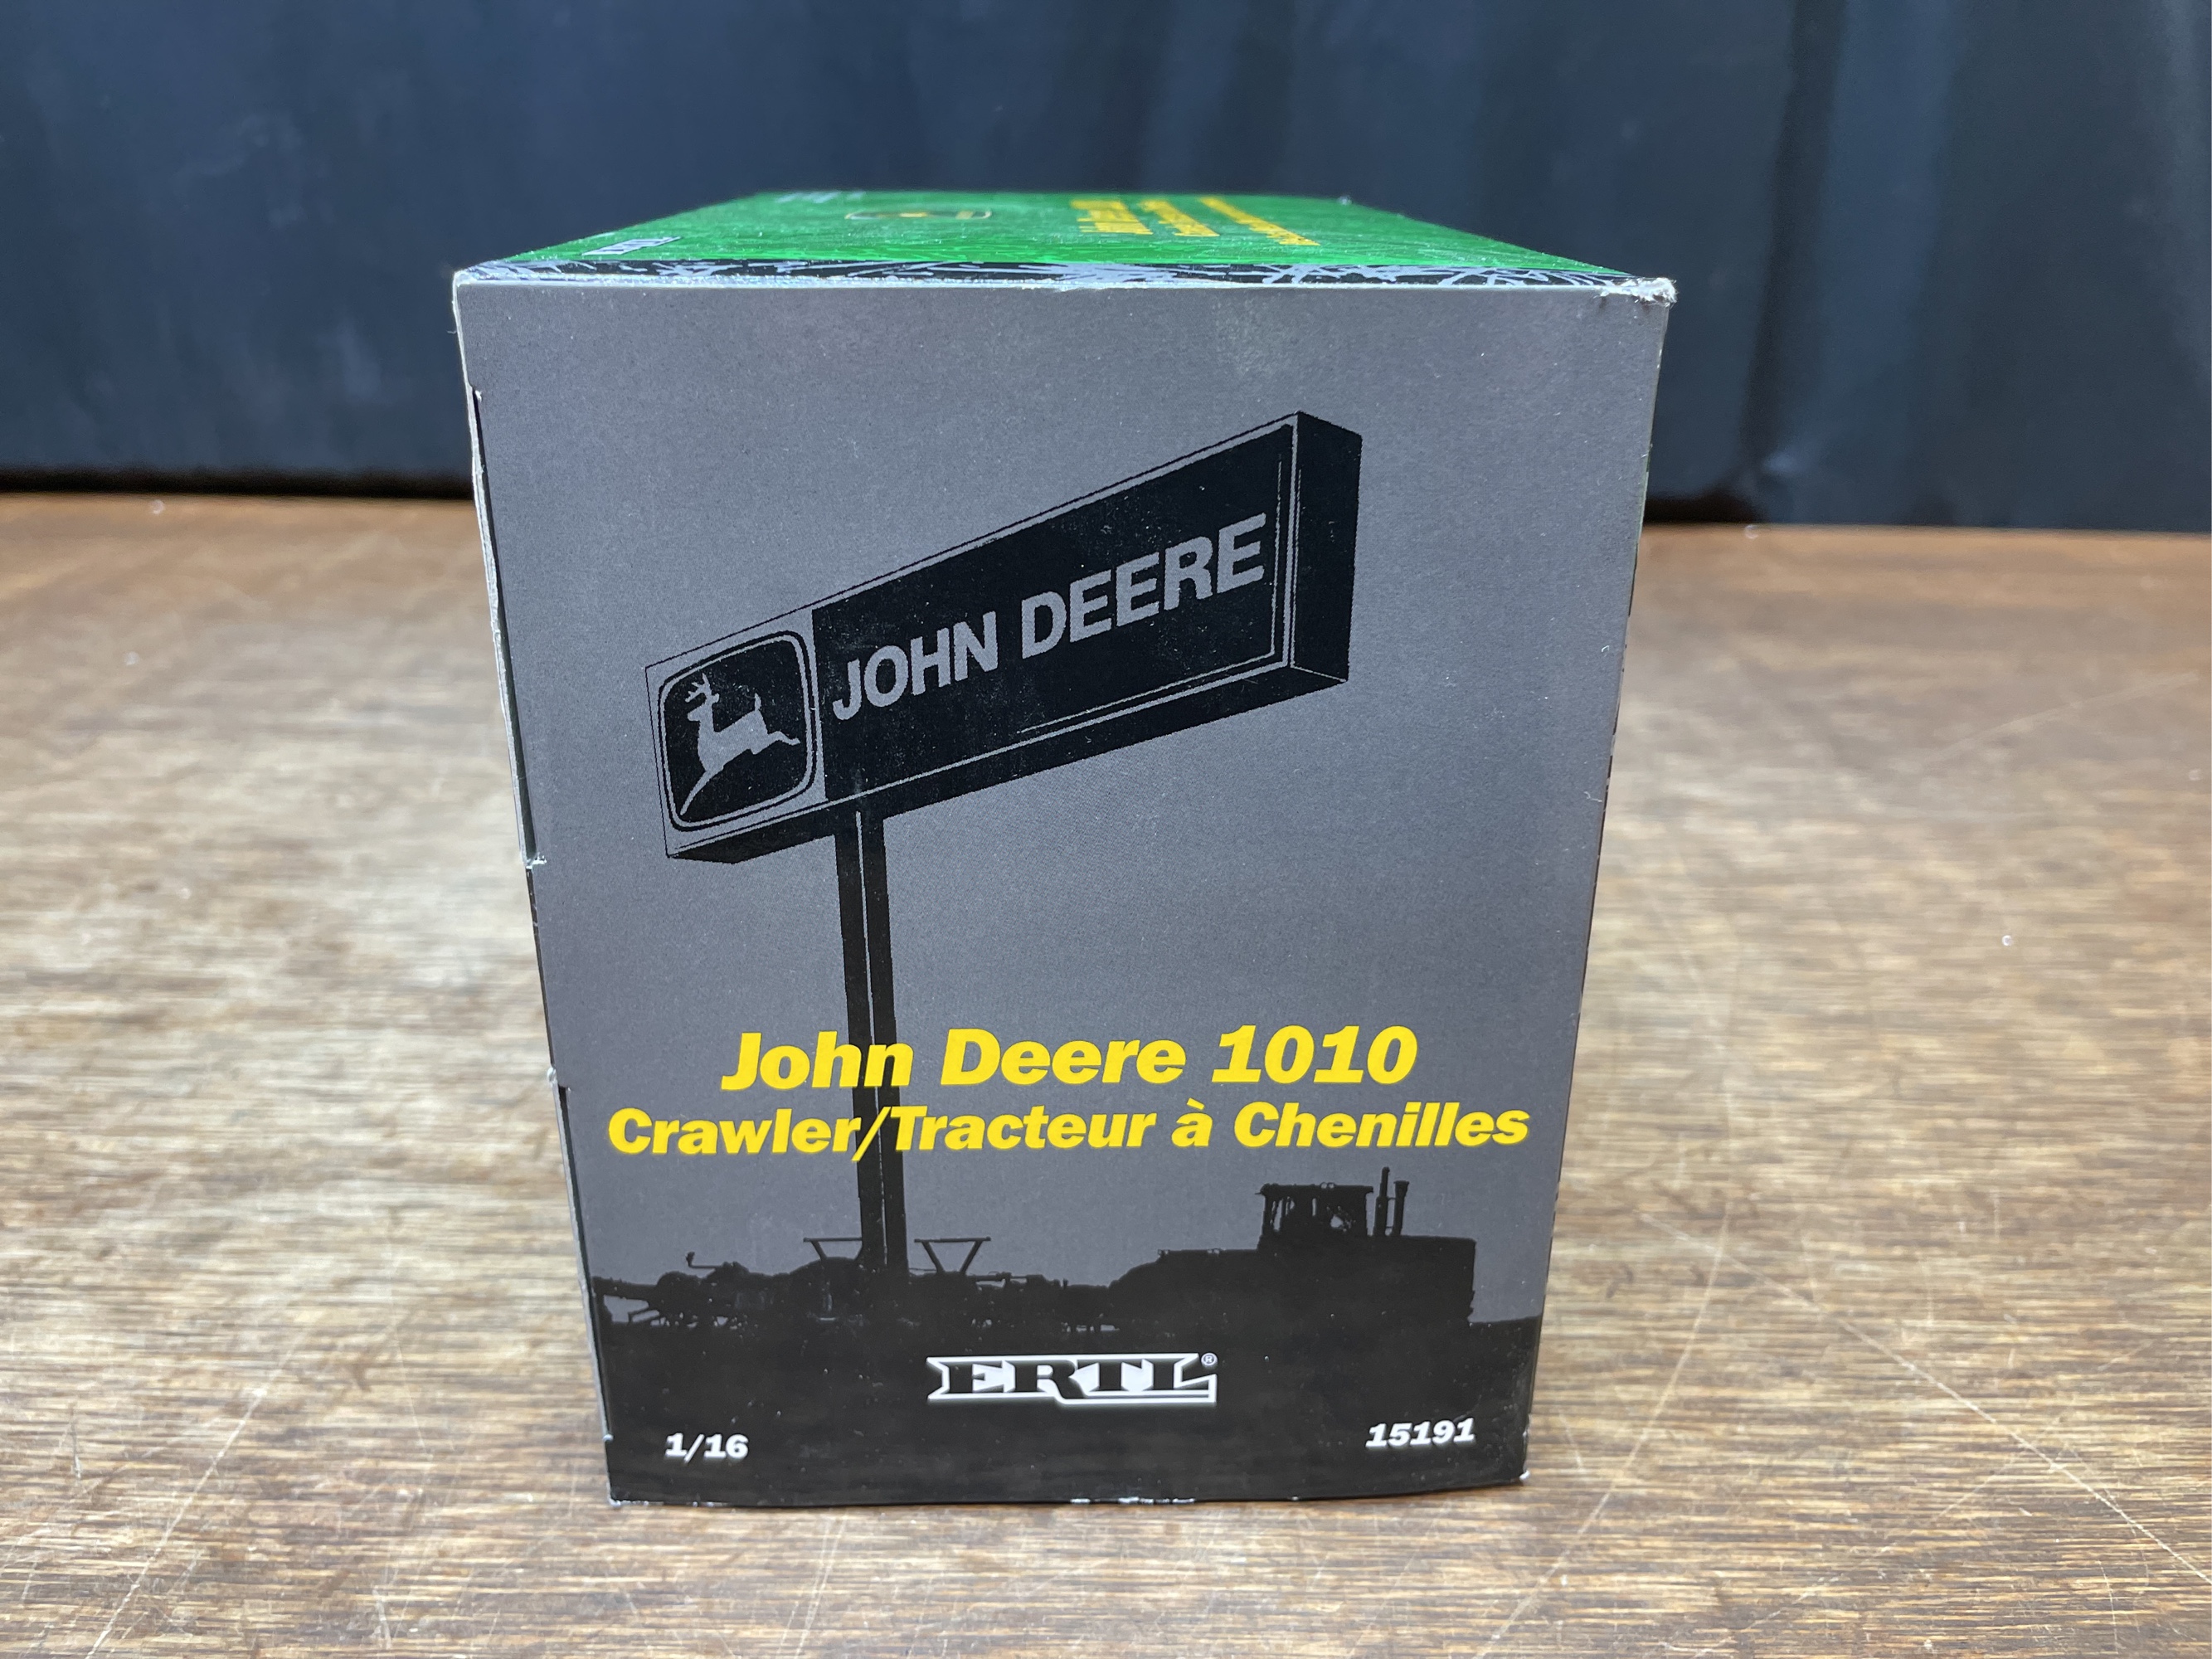 JOHN DEERE
John Deere 1010
Crawler/Tracteur à Chenilles
ERTL®
1/16
15191